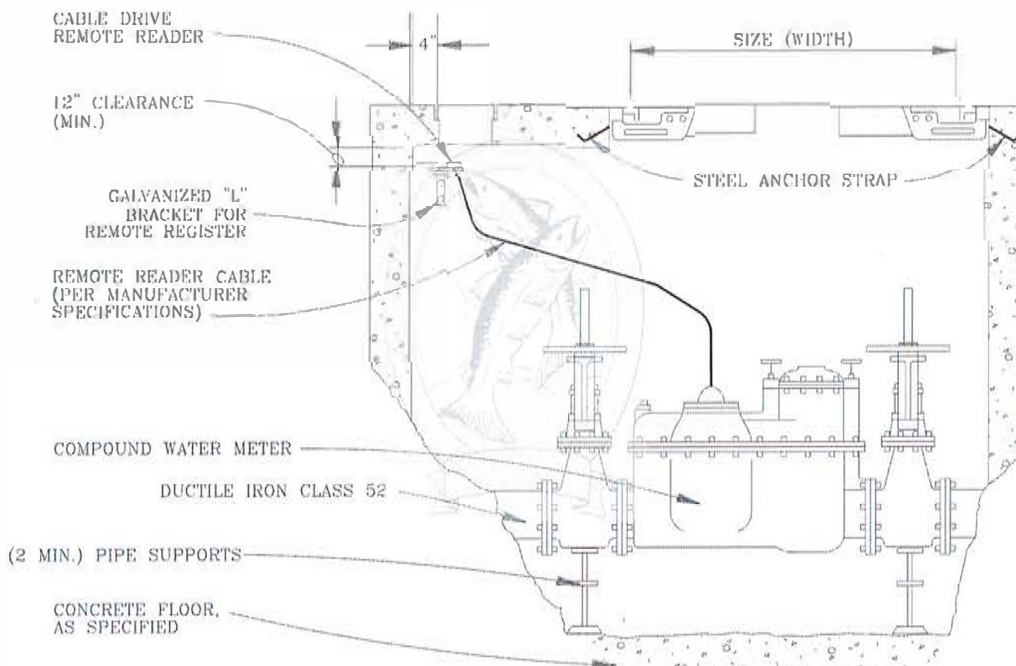 CABLE DRIVE
REMOTE READER
4"
SIZE (WIDTH)
12" CLEARANCE
(MIN.)
STEEL ANCHOR STRAP
GALVANIZED "L"
BRACKET FOR
REMOTE REGISTER
REMOTE READER CABLE
(PER MANUFACTURER
SPECIFICATIONS)
COMPOUND WATER METER
DUCTILE IRON CLASS 52
(2 MIN.) PIPE SUPPORTS
CONCRETE FLOOR,
AS SPECIFIED